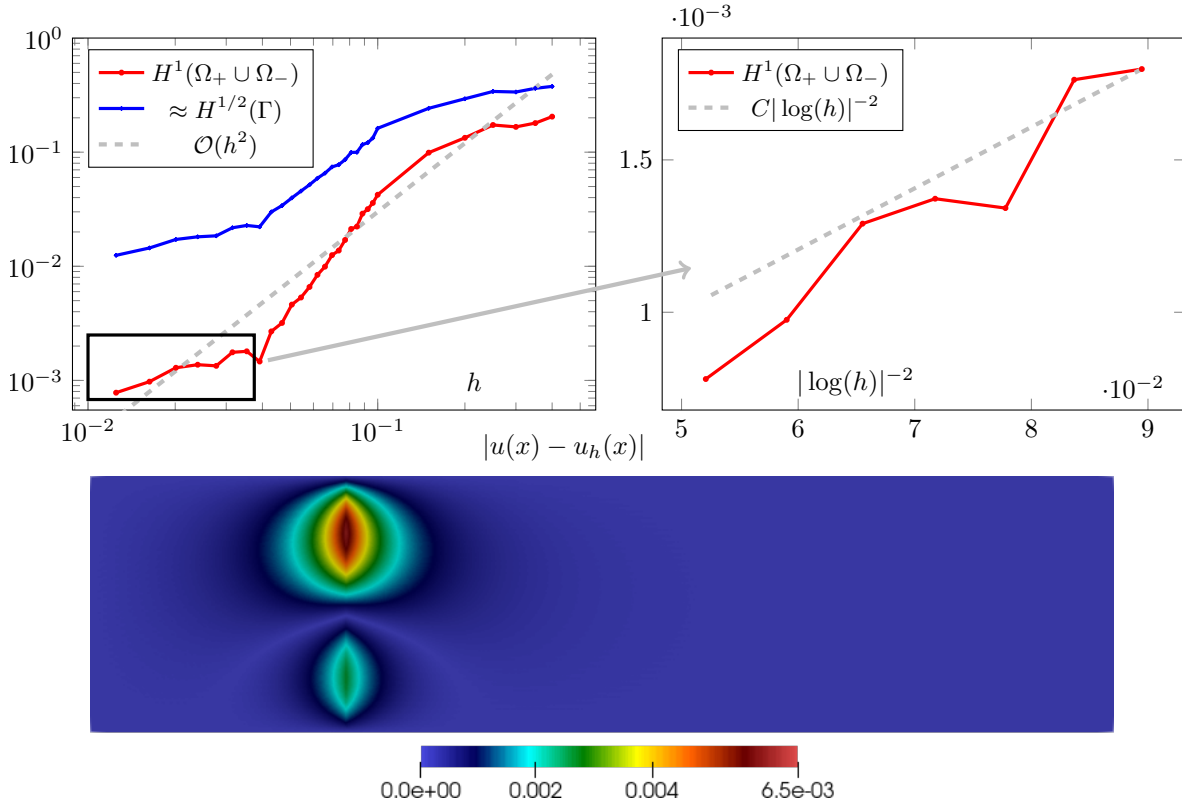 10^0
10^{-1}
10^{-2}
10^{-3}
H^1(Ω_+ ∪ Ω_−)
≈ H^{1/2}(Γ)
𝒪(h^2)
h
10^{-2}
10^{-1}
·10^{-3}
1.5
1
H^1(Ω_+ ∪ Ω_−)
C| log(h)|^{-2}
| log(h)|^{-2}
·10^{-2}
5 6 7 8 9
|u(x) − u_h(x)|
0.0e+00 0.002 0.004 6.5e-03